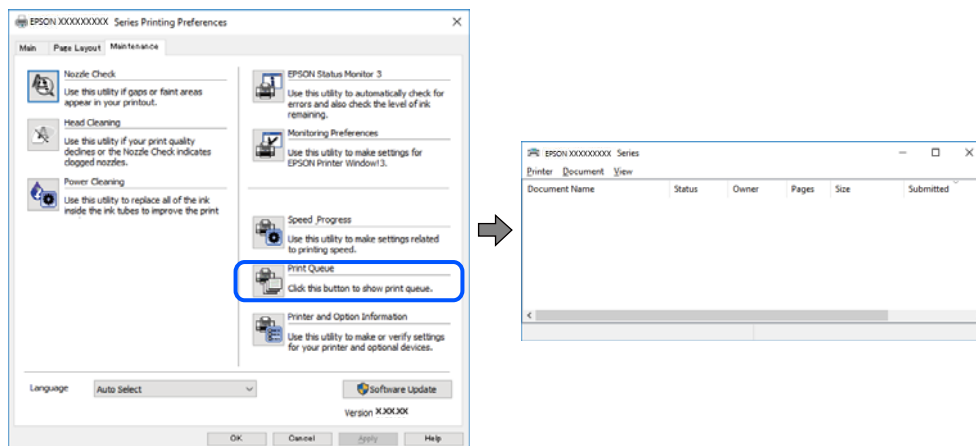 EPSON XXXXXXXXX Series Printing Preferences
Main Page Layout Maintenance
Nozzle Check
Use this utility if gaps or faint areas
appear in your printout.
Head Cleaning
Use this utility if your print quality
declines or the Nozzle Check indicates
clogged nozzles.
Power Cleaning
Use this utility to replace all of the ink
inside the ink tubes to improve the print
EPSON Status Monitor 3
Use this utility to automatically check for
errors and also check the level of ink
remaining.
Monitoring Preferences
Use this utility to make settings for
EPSON Printer Window!3.
Speed Progress
Use this utility to make settings related
to printing speed.
Print Queue
Click this button to show print queue.
Printer and Option Information
Use this utility to make or verify settings
for your printer and optional devices.
Language Auto Select
Software Update
Version X.XX.XX
OK Cancel Apply Help
EPSON XXXXXXXXX Series
Printer Document View
Document Name Status Owner Pages Size Submitted